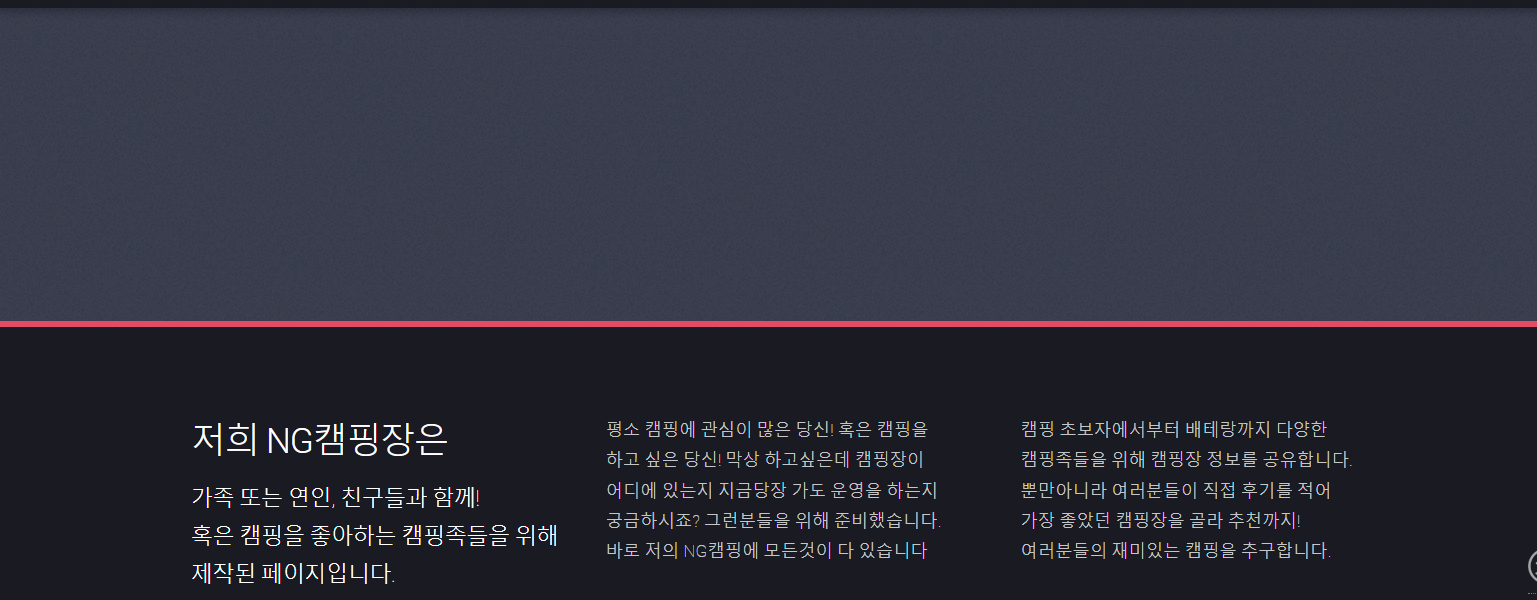 저희 NG캠핑장은
가족 또는 연인, 친구들과 함께!
혹은 캠핑을 좋아하는 캠핑족들을 위해
제작된 페이지입니다.
평소 캠핑에 관심이 많은 당신! 혹은 캠핑을
하고 싶은 당신! 막상 하고싶은데 캠핑장이
어디에 있는지 지금당장 가도 운영을 하는지
궁금하시죠? 그런분들을 위해 준비했습니다.
바로 저의 NG캠핑에 모든것이 다 있습니다
캠핑 초보자에서부터 배테랑까지 다양한
캠핑족들을 위해 캠핑장 정보를 공유합니다.
뿐만아니라 여러분들이 직접 후기를 적어
가장 좋았던 캠핑장을 골라 추천까지!
여러분들의 재미있는 캠핑을 추구합니다.